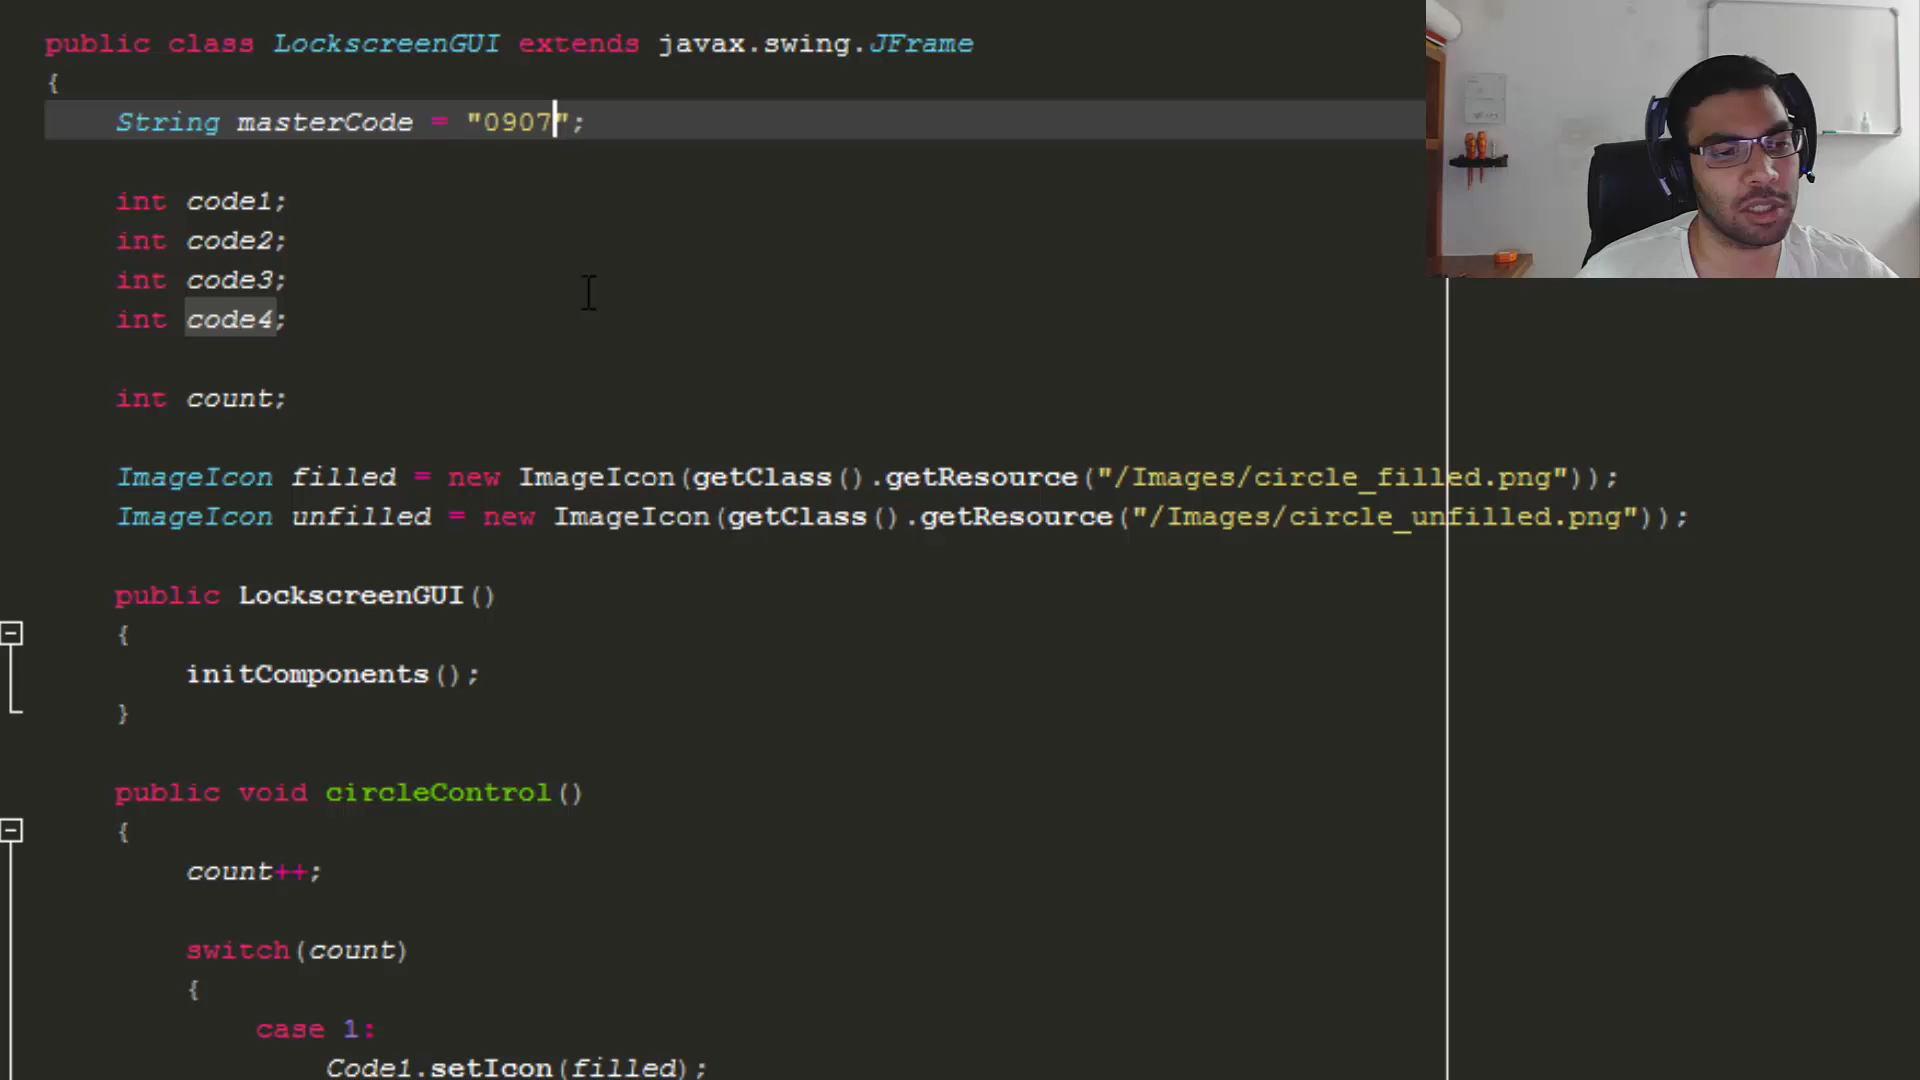 public class LockscreenGUI extends javax.swing.JFrame
{
String masterCode = "0907";
int code1;
int code2;
int code3;
int code4;
int count;
ImageIcon filled = new ImageIcon(getClass().getResource("/Images/circle_filled.png"));
ImageIcon unfilled = new ImageIcon(getClass().getResource("/Images/circle_unfilled.png"));
public LockscreenGUI()
{
initComponents();
}
public void circleControl()
{
count++;
switch(count)
{
case 1:
Code1.setIcon(filled);